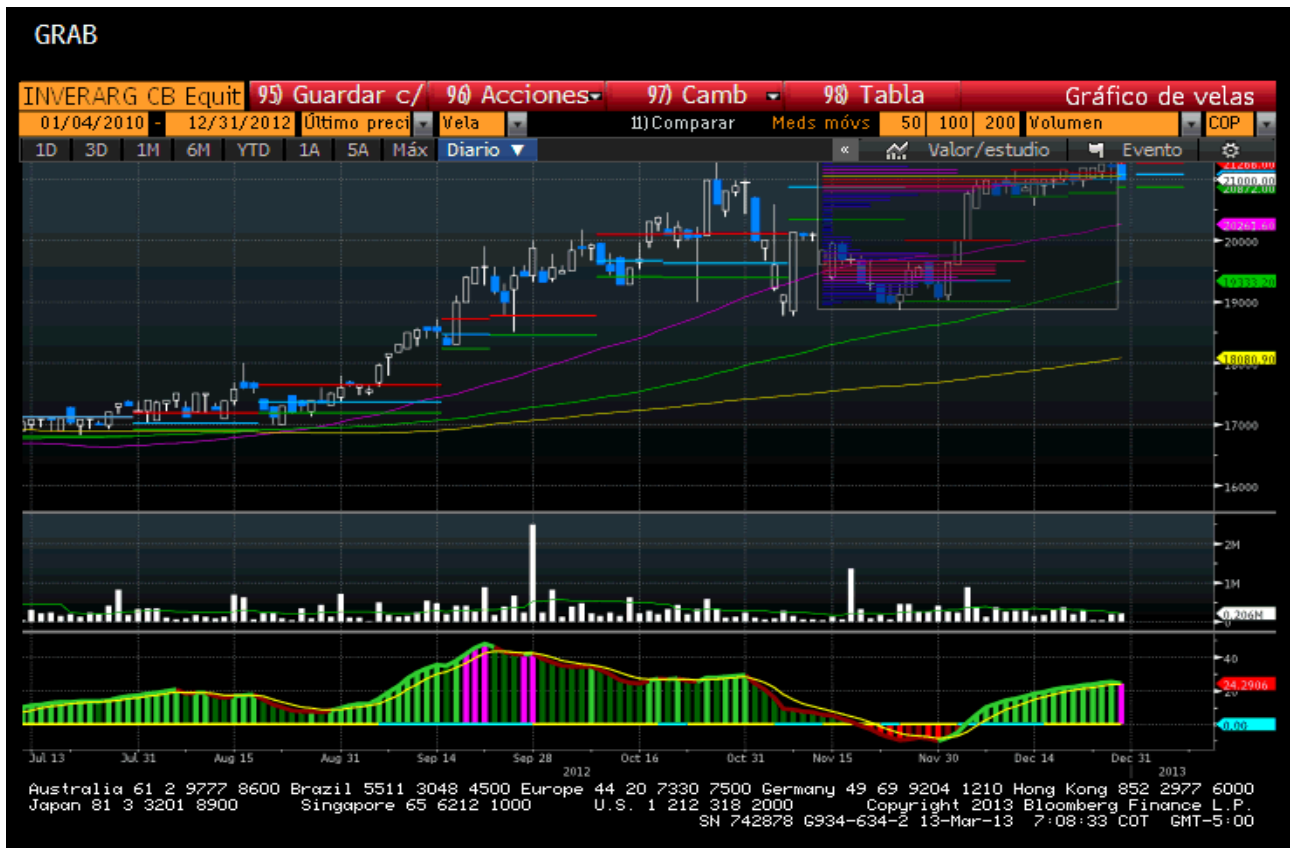 GRAB
INVERARG CB Equit 95) Guardar c/ 96) Acciones 97) Camb 98) Tabla Gráfico de velas
01/04/2010 - 12/31/2012 Último preci Vela 11) Comparar Meds móvs 50 100 200 Volumen COP
1D 3D 1M 6M YTD 1A 5A Máx Diario ▼ « Valor/estudio Evento
21266.00
21000.00
20872.00
20261.60
20000
19333.20
19000
18080.90
17000
16000
2M
1M
0.206M
0
40
24.2906
20
0.00
Jul 13 Jul 31 Aug 15 Aug 31 Sep 14 Sep 28 Oct 16 Oct 31 Nov 15 Nov 30 Dec 14 Dec 31
2012 2013
Australia 61 2 9777 8600 Brazil 5511 3048 4500 Europe 44 20 7330 7500 Germany 49 69 9204 1210 Hong Kong 852 2977 6000
Japan 81 3 3201 8900 Singapore 65 6212 1000 U.S. 1 212 318 2000 Copyright 2013 Bloomberg Finance L.P.
SN 742878 G934-634-2 13-Mar-13 7:08:33 COT GMT-5:00